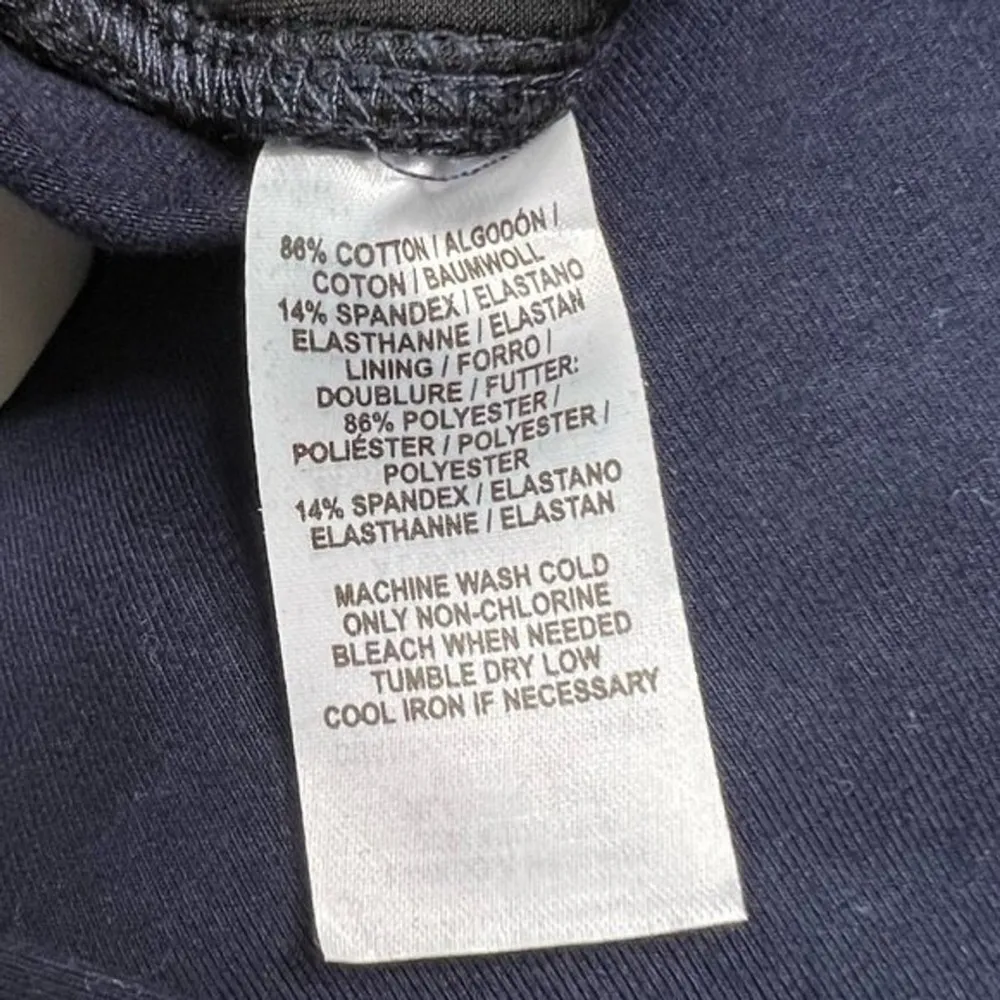 86% COTTON / ALGODÓN /
COTON / BAUMWOLL
14% SPANDEX / ELASTANO
ELASTHANNE / ELASTAN
LINING / FORRO /
DOUBLURE / FUTTER:
86% POLYESTER /
POLIÉSTER / POLYESTER /
POLYESTER
14% SPANDEX / ELASTANO
ELASTHANNE / ELASTAN
MACHINE WASH COLD
ONLY NON-CHLORINE
BLEACH WHEN NEEDED
TUMBLE DRY LOW
COOL IRON IF NECESSARY